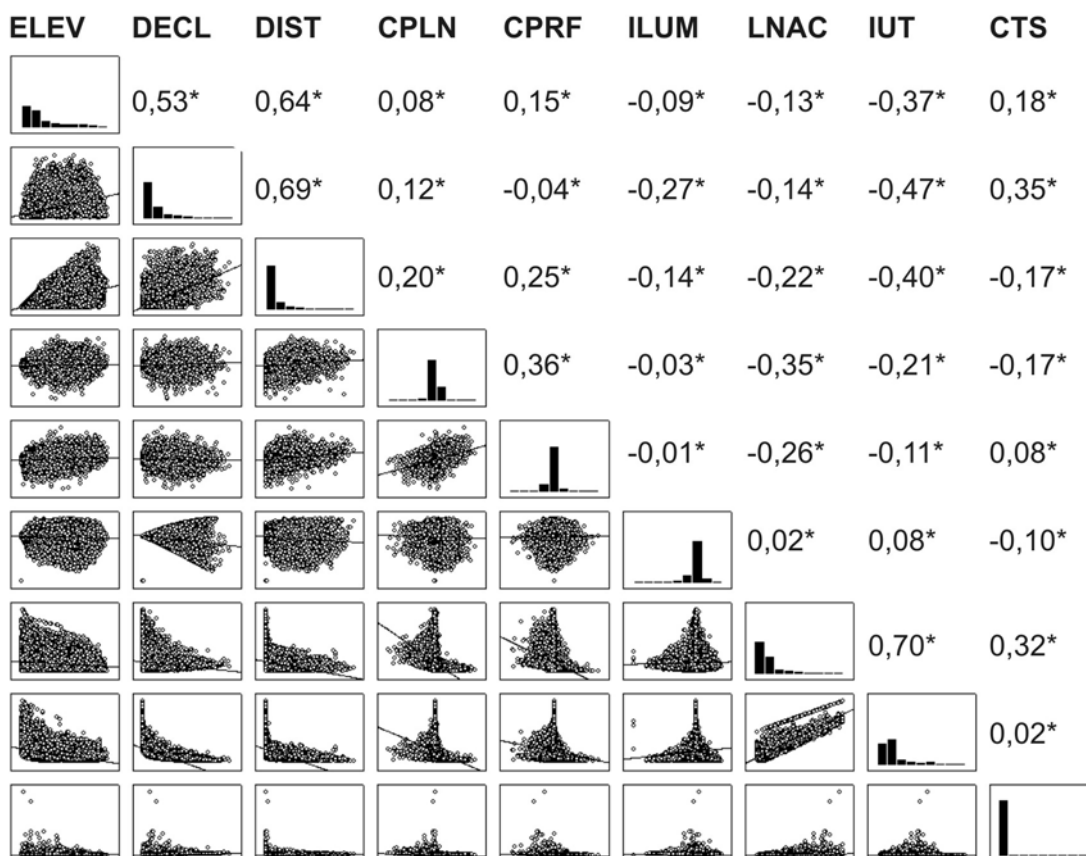 ELEV DECL DIST CPLN CPRF ILUM LNAC IUT CTS
0,53* 0,64* 0,08* 0,15* -0,09* -0,13* -0,37* 0,18*
0,69* 0,12* -0,04* -0,27* -0,14* -0,47* 0,35*
0,20* 0,25* -0,14* -0,22* -0,40* -0,17*
0,36* -0,03* -0,35* -0,21* -0,17*
-0,01* -0,26* -0,11* 0,08*
0,02* 0,08* -0,10*
0,70* 0,32*
0,02*